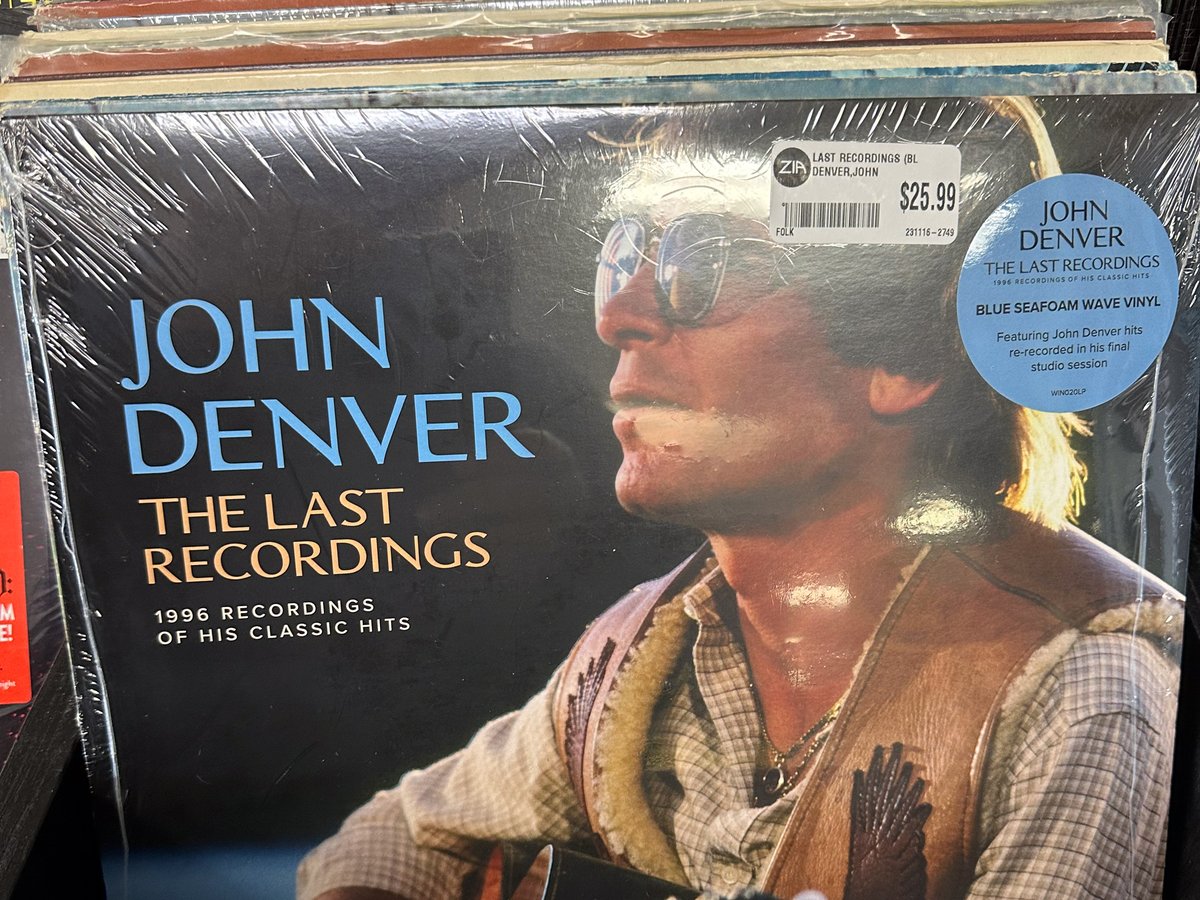 ZIA
LAST RECORDINGS (BL
DENVER,JOHN
$25.99
FOLK
231116-2749
JOHN
DENVER
THE LAST RECORDINGS
1996 RECORDINGS OF HIS CLASSIC HITS
BLUE SEAFOAM WAVE VINYL
Featuring John Denver hits
re-recorded in his final
studio session
WIN020LP
JOHN
DENVER
THE LAST
RECORDINGS
1996 RECORDINGS
OF HIS CLASSIC HITS